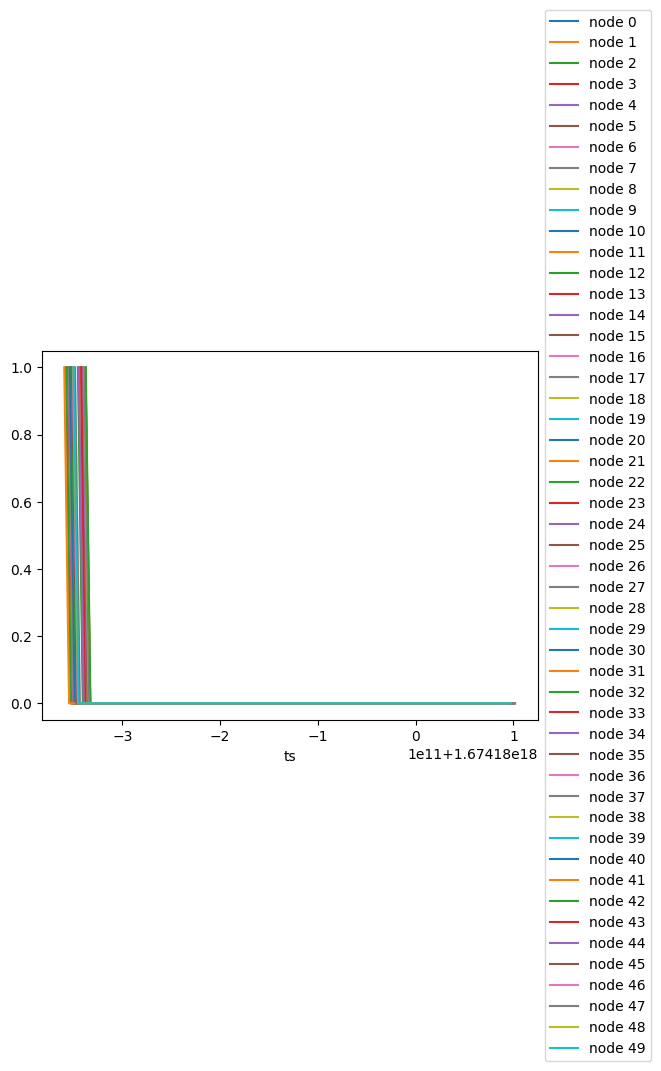 node 0
node 1
node 2
node 3
node 4
node 5
node 6
node 7
node 8
node 9
node 10
node 11
node 12
node 13
node 14
node 15
node 16
node 17
node 18
node 19
node 20
node 21
node 22
node 23
node 24
node 25
node 26
node 27
node 28
node 29
node 30
node 31
node 32
node 33
node 34
node 35
node 36
node 37
node 38
node 39
node 40
node 41
node 42
node 43
node 44
node 45
node 46
node 47
node 48
node 49
1.0
0.8
0.6
0.4
0.2
0.0
−3 −2 −1 0 1
1e11+1.67418e18
ts